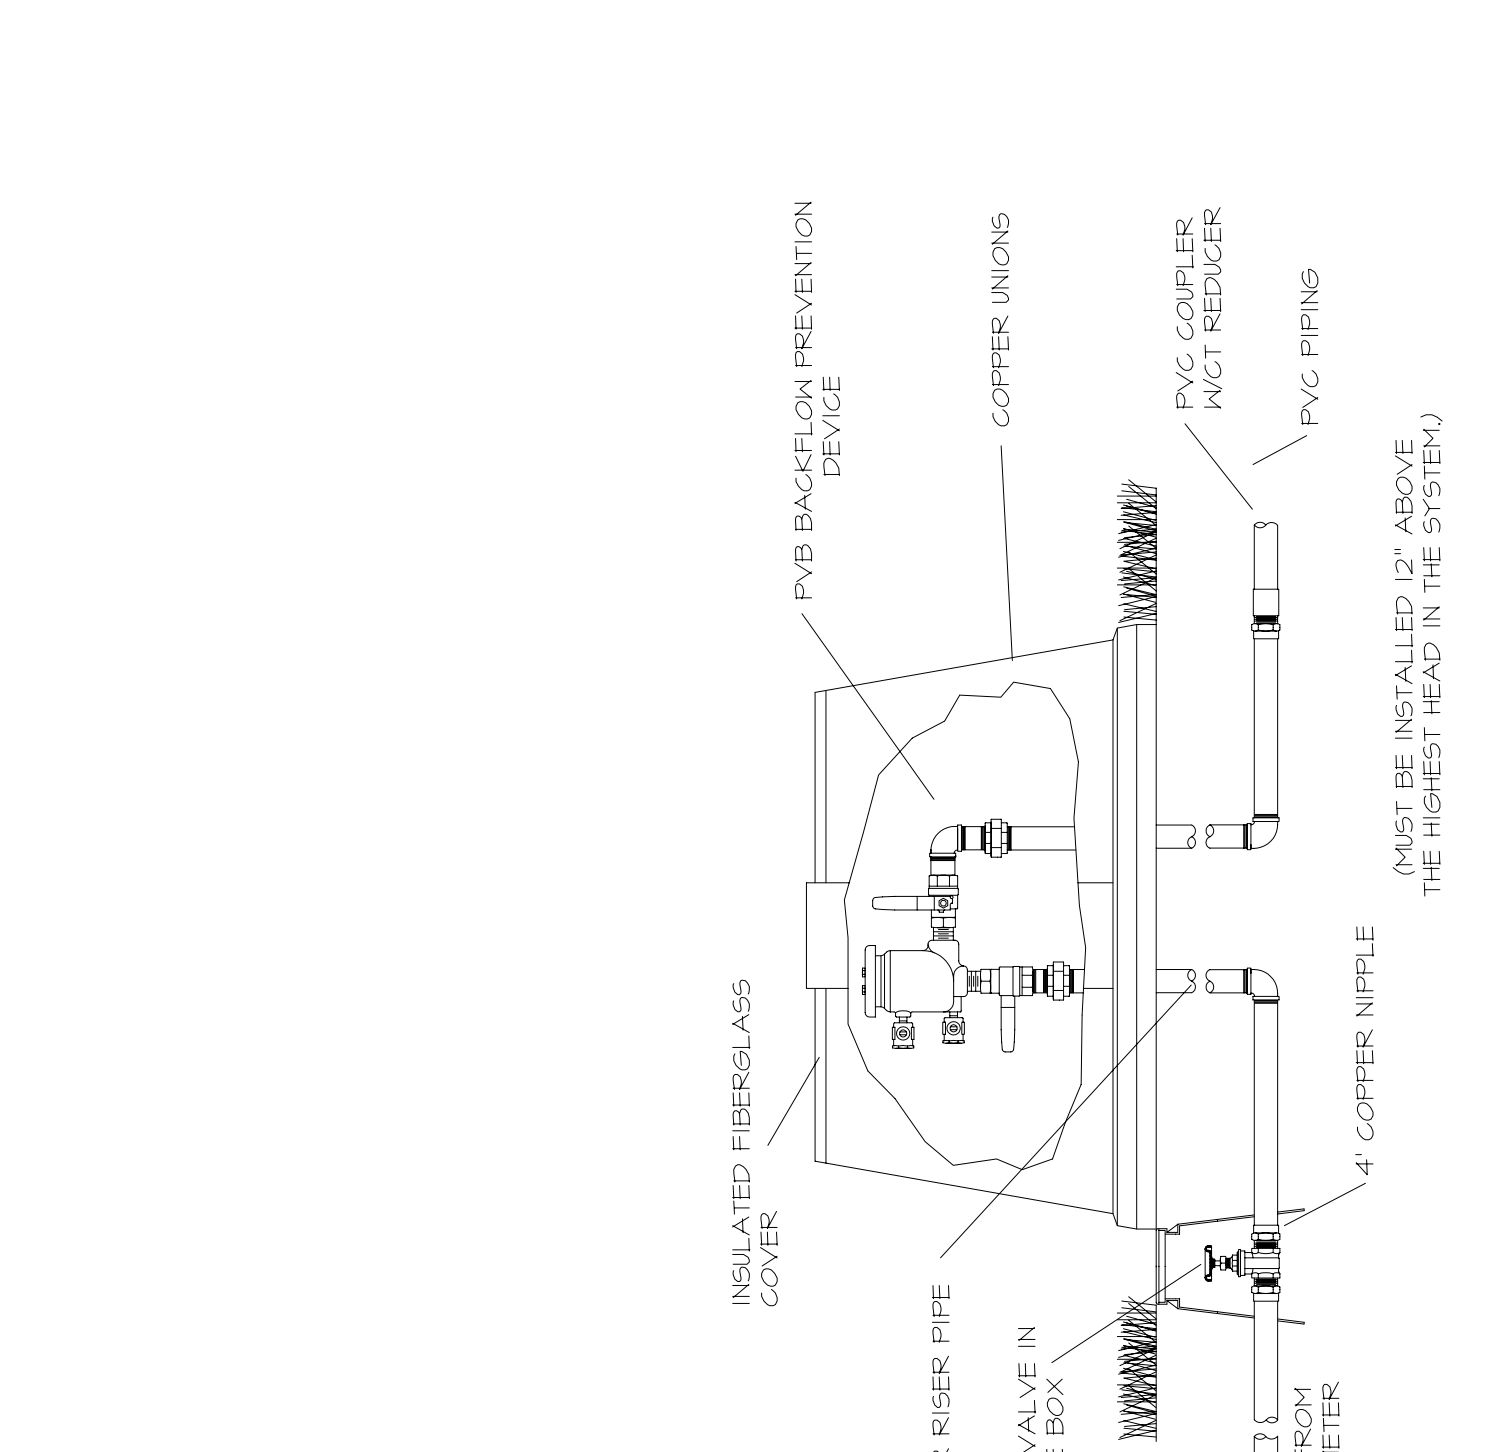 PVB BACKFLOW PREVENTION
DEVICE
COPPER UNIONS
PVC COUPLER
W/CT REDUCER
PVC PIPING
(MUST BE INSTALLED 12" ABOVE
THE HIGHEST HEAD IN THE SYSTEM.)
INSULATED FIBERGLASS
COVER
RISER PIPE
VALVE IN
BOX
4' COPPER NIPPLE
FROM